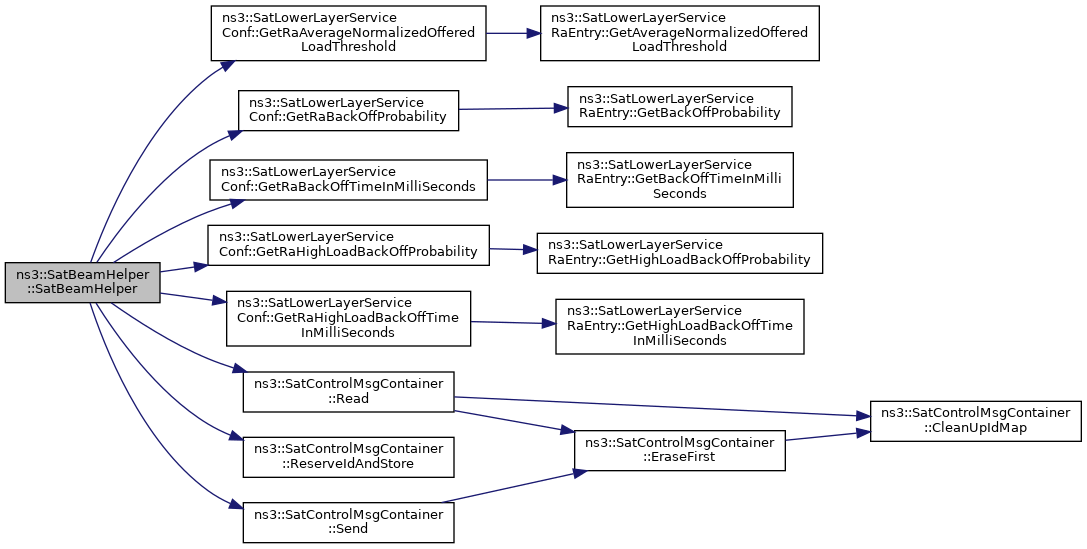 ns3::SatLowerLayerService
Conf::GetRaAverageNormalizedOffered
LoadThreshold
ns3::SatLowerLayerService
RaEntry::GetAverageNormalizedOffered
LoadThreshold
ns3::SatLowerLayerService
Conf::GetRaBackOffProbability
ns3::SatLowerLayerService
RaEntry::GetBackOffProbability
ns3::SatLowerLayerService
Conf::GetRaBackOffTimeInMilliSeconds
ns3::SatLowerLayerService
RaEntry::GetBackOffTimeInMilli
Seconds
ns3::SatLowerLayerService
Conf::GetRaHighLoadBackOffProbability
ns3::SatLowerLayerService
RaEntry::GetHighLoadBackOffProbability
ns3::SatBeamHelper
::SatBeamHelper
ns3::SatLowerLayerService
Conf::GetRaHighLoadBackOffTime
InMilliSeconds
ns3::SatLowerLayerService
RaEntry::GetHighLoadBackOffTime
InMilliSeconds
ns3::SatControlMsgContainer
::Read
ns3::SatControlMsgContainer
::CleanUpIdMap
ns3::SatControlMsgContainer
::ReserveIdAndStore
ns3::SatControlMsgContainer
::EraseFirst
ns3::SatControlMsgContainer
::Send